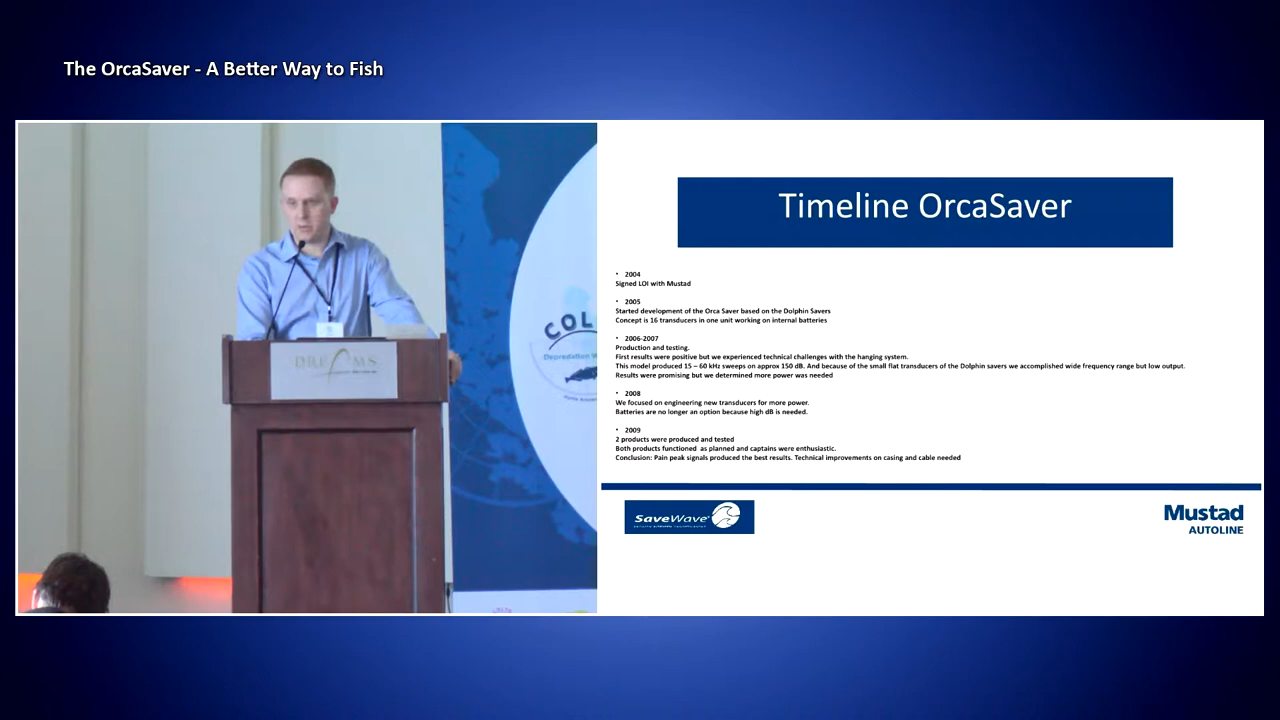 The OrcaSaver - A Better Way to Fish
DREAMS
COL
Depredation W
Timeline OrcaSaver
• 2004
Signed LOI with Mustad
• 2005
Started development of the Orca Saver based on the Dolphin Savers
Concept is 16 transducers in one unit working on internal batteries
• 2006-2007
Production and testing.
First results were positive but we experienced technical challenges with the hanging system.
This model produced 15 – 60 kHz sweeps on approx 150 dB. And because of the small flat transducers of the Dolphin savers we accomplished wide frequency range but low output.
Results were promising but we determined more power was needed
• 2008
We focused on engineering new transducers for more power.
Batteries are no longer an option because high dB is needed.
• 2009
2 products were produced and tested
Both products functioned as planned and captains were enthusiastic.
Conclusion: Pain peak signals produced the best results. Technical improvements on casing and cable needed
SaveWave
Mustad
AUTOLINE